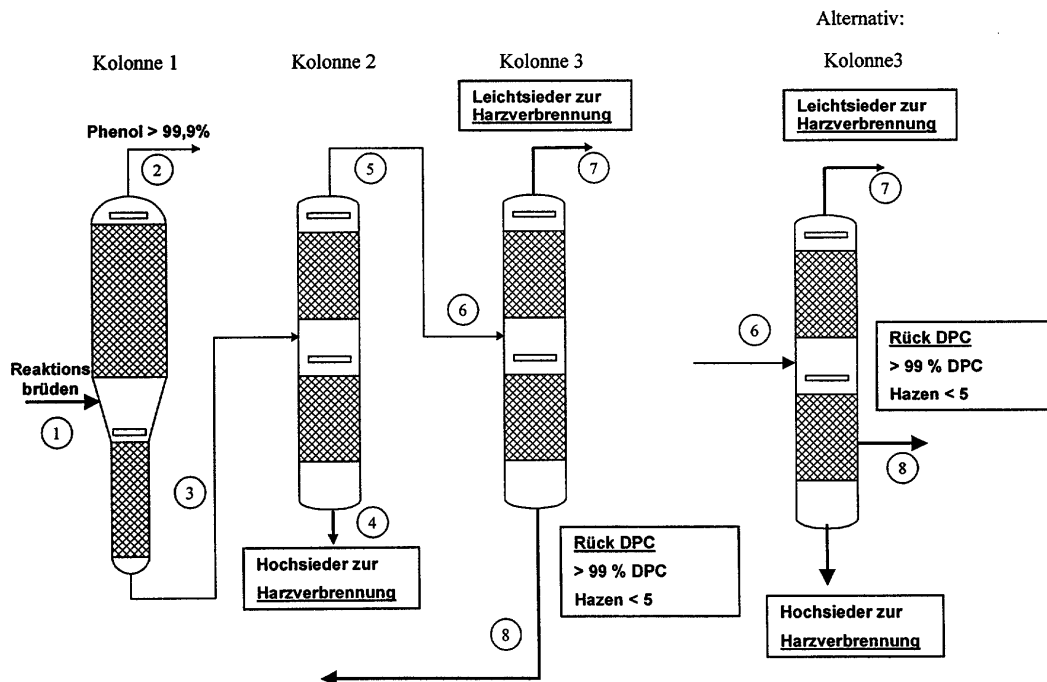 Alternativ:
Kolonne 1
Kolonne 2
Kolonne 3
Kolonne3
Leichtsieder zur
Harzverbrennung
Leichtsieder zur
Harzverbrennung
Phenol > 99,9%
2
5
7
7
Reaktions
brüden
1
3
6
6
4
Hochsieder zur
Harzverbrennung
Rück DPC
> 99 % DPC
Hazen < 5
8
Rück DPC
> 99 % DPC
Hazen < 5
8
Hochsieder zur
Harzverbrennung